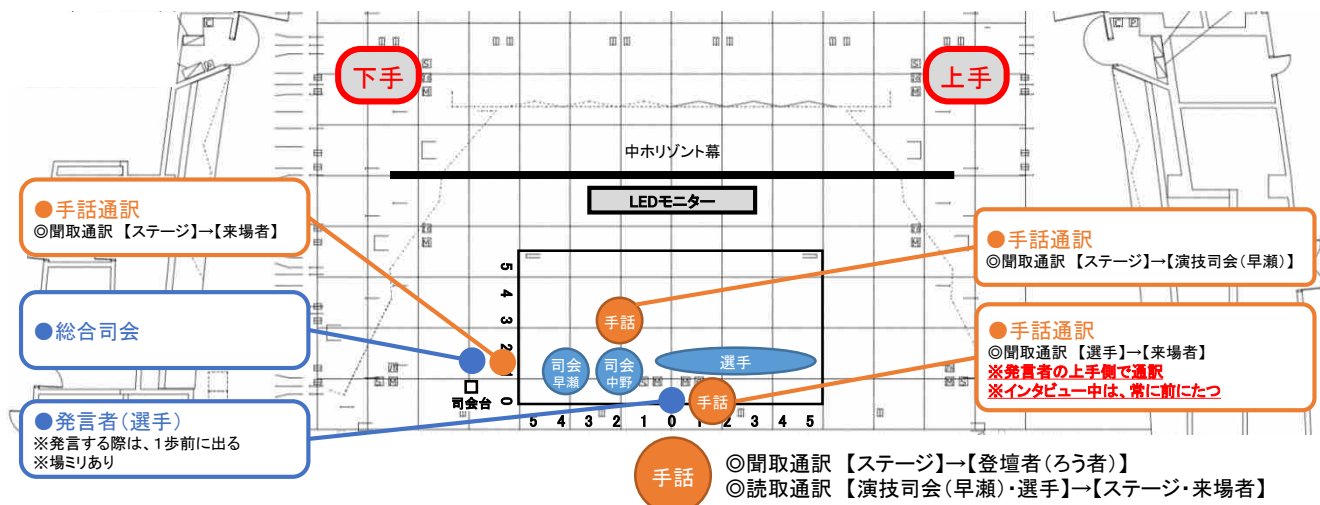 下手
上手
中ホリゾント幕
LEDモニター
●手話通訳
◎聞取通訳 【ステージ】→【来場者】
●総合司会
●発言者(選手)
※発言する際は、1歩前に出る
※場ミリあり
●手話通訳
◎聞取通訳 【ステージ】→【演技司会(早瀬)】
●手話通訳
◎聞取通訳 【選手】→【来場者】
※発言者の上手側で通訳
※インタビュー中は、常に前にたつ
5
4
3
2
1
0
手話
司会
早瀬
司会
中野
選手
手話
司会台
5 4 3 2 1 0 1 2 3 4 5
手話
◎聞取通訳 【ステージ】→【登壇者(ろう者)】
◎読取通訳 【演技司会(早瀬)・選手】→【ステージ・来場者】